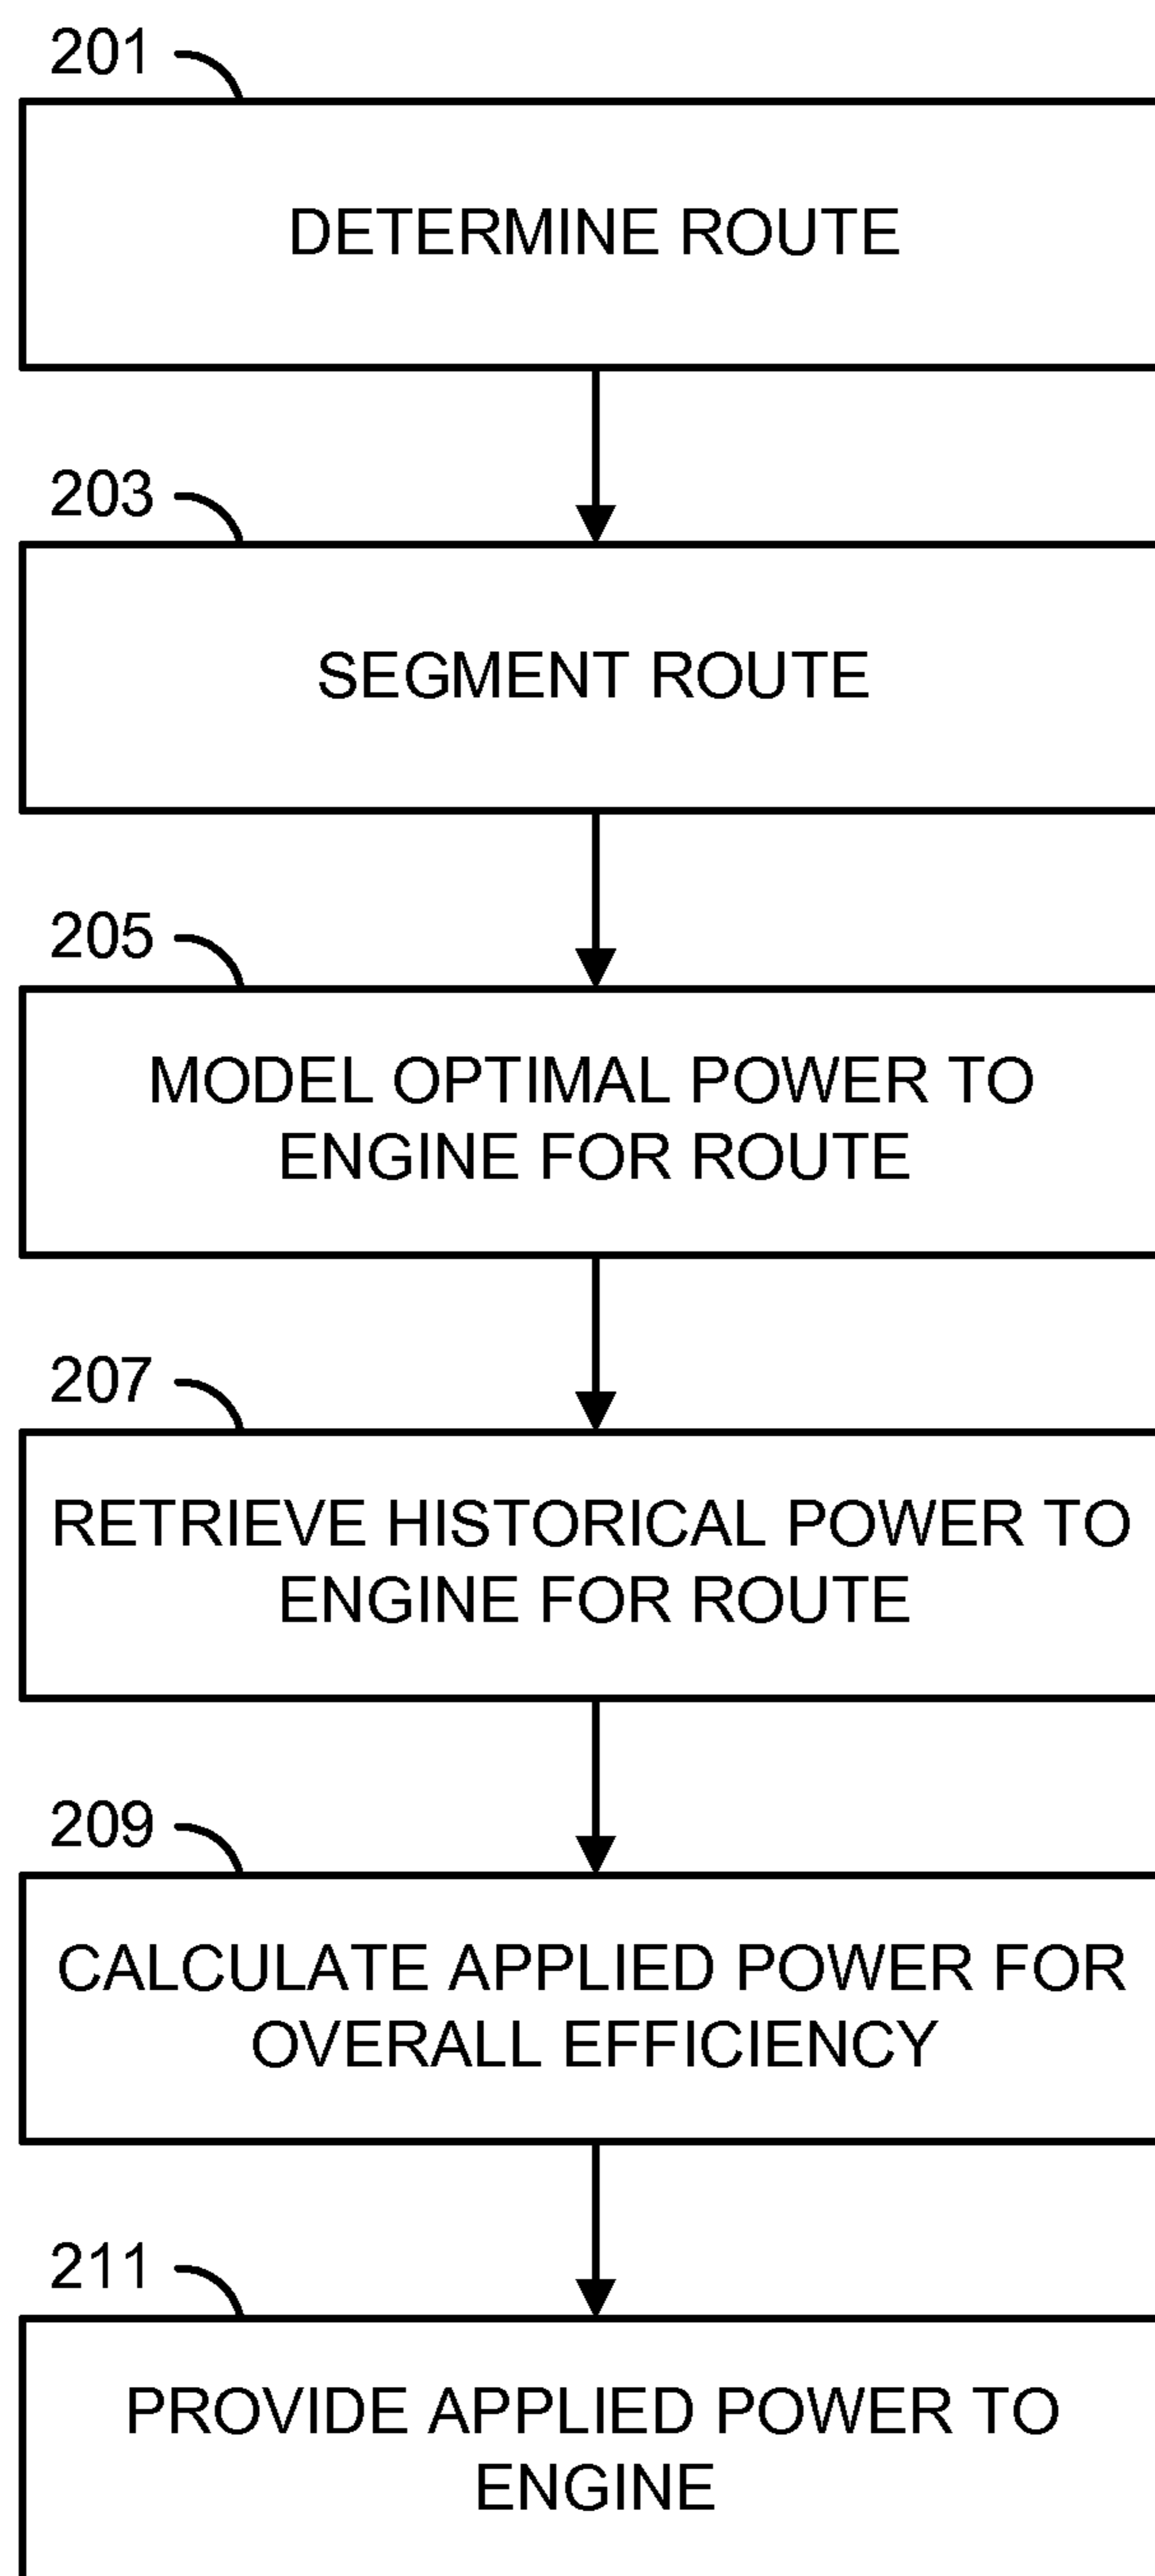 201
DETERMINE ROUTE
203
SEGMENT ROUTE
205
MODEL OPTIMAL POWER TO
ENGINE FOR ROUTE
207
RETRIEVE HISTORICAL POWER TO
ENGINE FOR ROUTE
209
CALCULATE APPLIED POWER FOR
OVERALL EFFICIENCY
211
PROVIDE APPLIED POWER TO
ENGINE